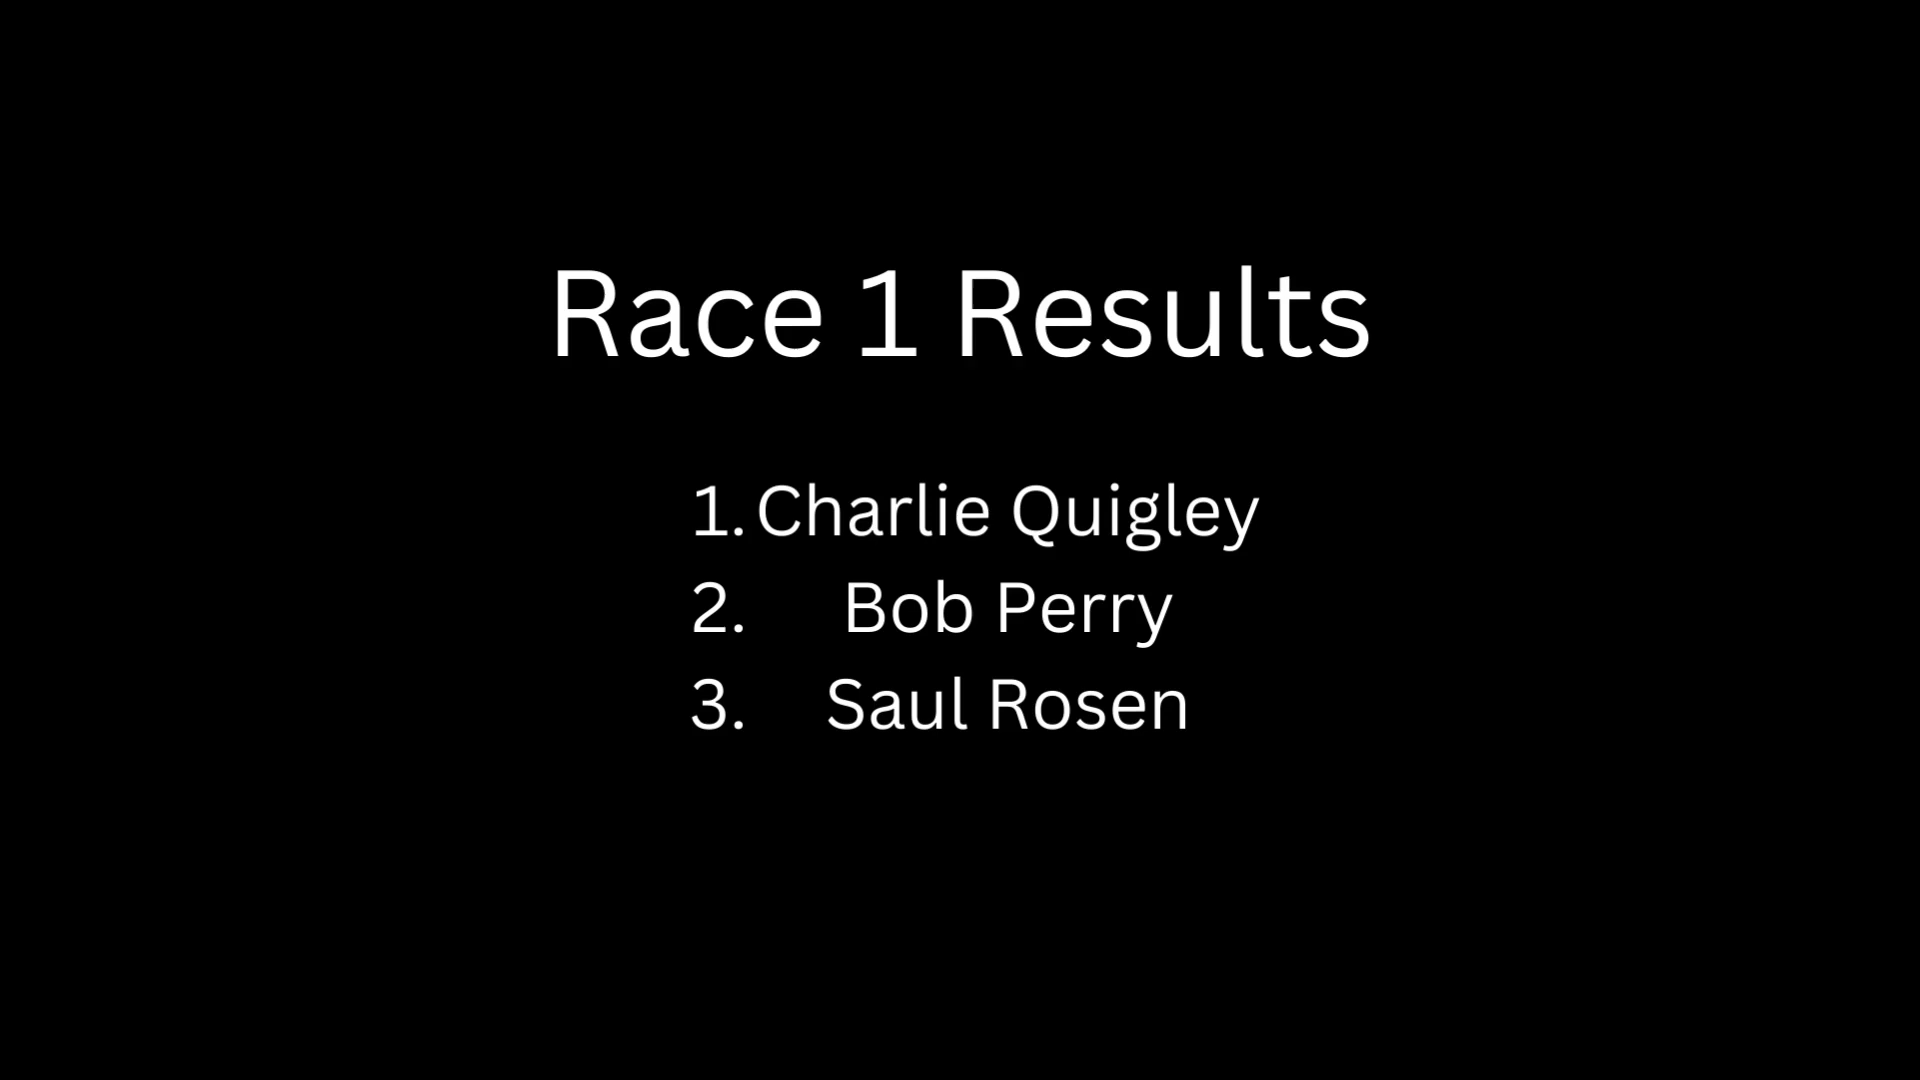 Race 1 Results
1. Charlie Quigley
2. Bob Perry
3. Saul Rosen